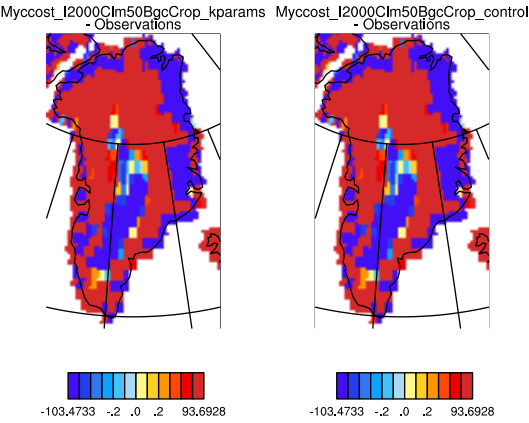 Myccost_I2000Clm50BgcCrop_kparams
- Observations
Myccost_I2000Clm50BgcCrop_control
- Observations
-103.4733 -.2 .0 .2 93.6928
-103.4733 -.2 .0 .2 93.6928